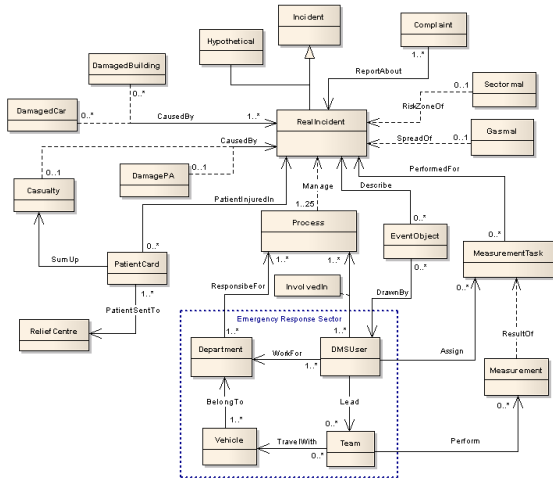 Incident
Complaint
Hypothetical
1..*
DamagedBuilding
ReportAbout
0..*
Sectormal
0..1
RiskZoneOf
DamagedCar
0..*
CausedBy
1..*
RealIncident
Gasmal
SpreadOf
0..1
CausedBy
0..1
DamagePA
0..1
PerformedFor
Casualty
Manage
Describe
PatientInjuredIn
1..25
Process
0..*
EventObject
0..*
MeasurementTask
SumUp
PatientCard
0..*
1..*
1..*
1..*
0..*
0..*
ResponsibeFor
InvolvedIn
DrawnBy
PatientSentTo
ReliefCentre
Emergency Response Sector
1..*
1..*
ResultOf
Department
WorkFor
1..*
DMSUser
Assign
Measurement
BelongTo
Lead
0..*
1..*
0..*
Vehicle
TravelWith
0..*
Team
Perform